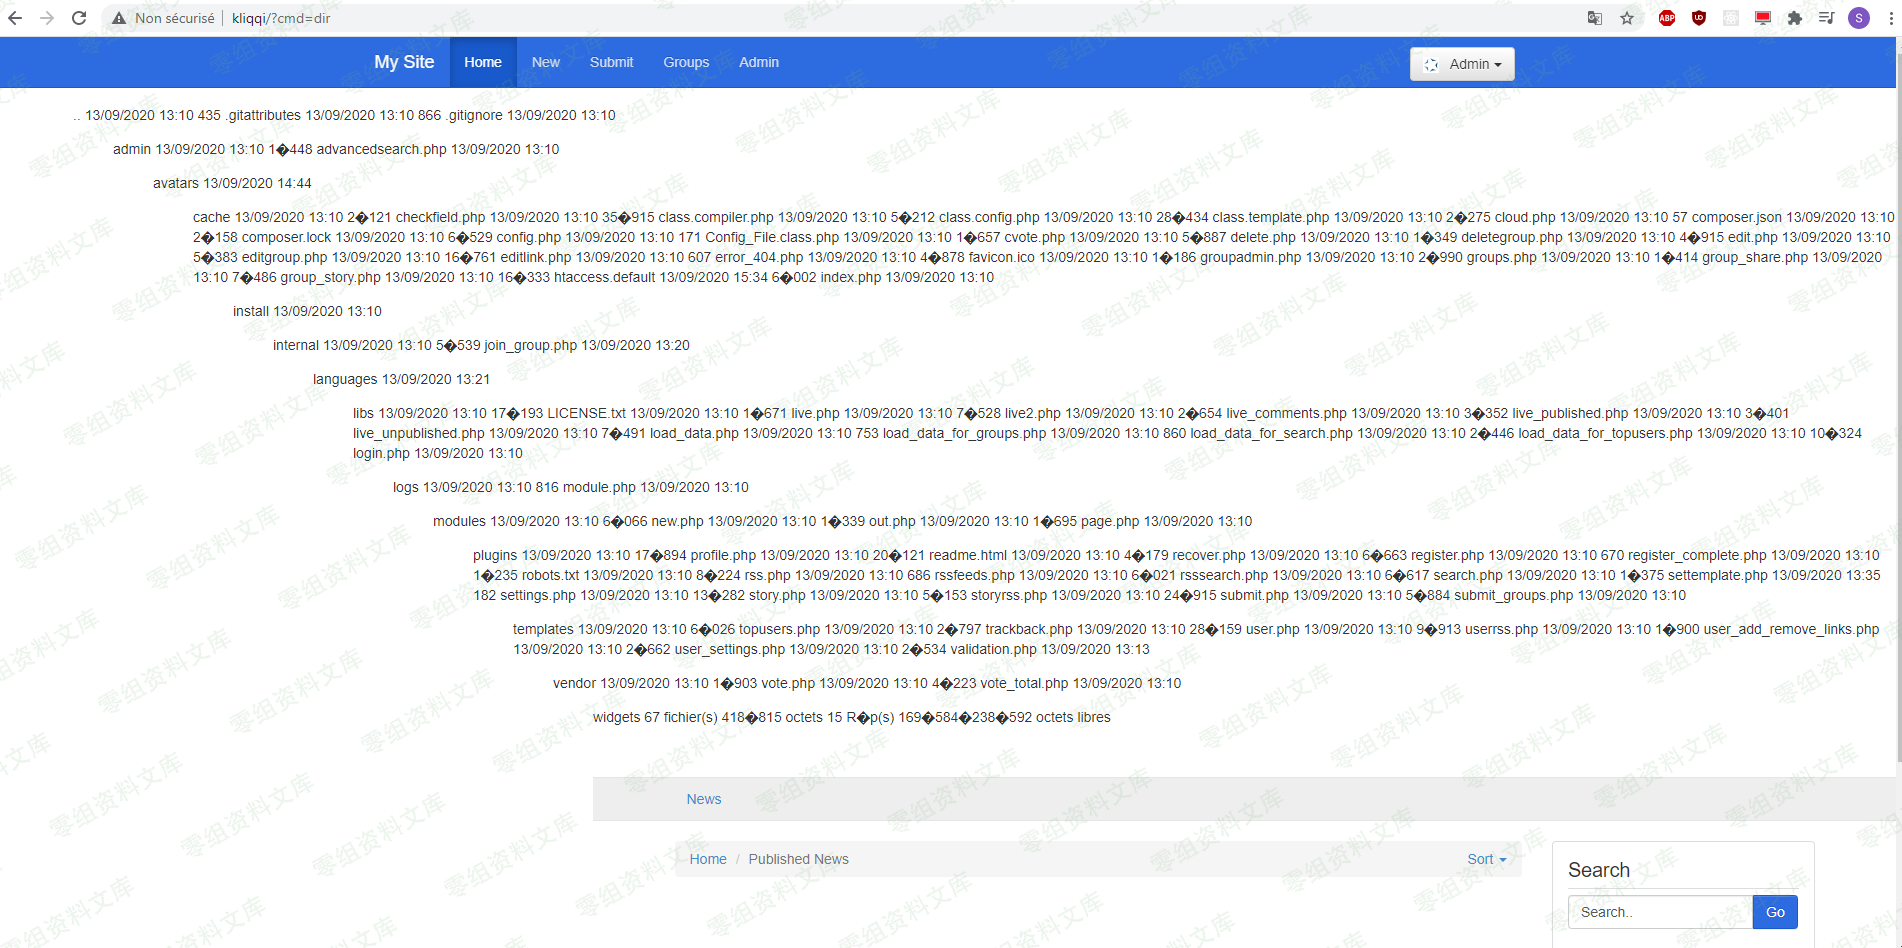 Non sécurisé | kliqqi/?cmd=dir
ABP
S
My Site Home New Submit Groups Admin Admin
.. 13/09/2020 13:10 435 .gitattributes 13/09/2020 13:10 866 .gitignore 13/09/2020 13:10
admin 13/09/2020 13:10 1�448 advancedsearch.php 13/09/2020 13:10
avatars 13/09/2020 14:44
cache 13/09/2020 13:10 2�121 checkfield.php 13/09/2020 13:10 35�915 class.compiler.php 13/09/2020 13:10 5�212 class.config.php 13/09/2020 13:10 28�434 class.template.php 13/09/2020 13:10 2�275 cloud.php 13/09/2020 13:10 57 composer.json 13/09/2020 13:10
2�158 composer.lock 13/09/2020 13:10 6�529 config.php 13/09/2020 13:10 171 Config_File.class.php 13/09/2020 13:10 1�657 cvote.php 13/09/2020 13:10 5�887 delete.php 13/09/2020 13:10 1�349 deletegroup.php 13/09/2020 13:10 4�915 edit.php 13/09/2020 13:10
5�383 editgroup.php 13/09/2020 13:10 16�761 editlink.php 13/09/2020 13:10 607 error_404.php 13/09/2020 13:10 4�878 favicon.ico 13/09/2020 13:10 1�186 groupadmin.php 13/09/2020 13:10 2�990 groups.php 13/09/2020 13:10 1�414 group_share.php 13/09/2020
13:10 7�486 group_story.php 13/09/2020 13:10 16�333 htaccess.default 13/09/2020 15:34 6�002 index.php 13/09/2020 13:10
install 13/09/2020 13:10
internal 13/09/2020 13:10 5�539 join_group.php 13/09/2020 13:20
languages 13/09/2020 13:21
libs 13/09/2020 13:10 17�193 LICENSE.txt 13/09/2020 13:10 1�671 live.php 13/09/2020 13:10 7�528 live2.php 13/09/2020 13:10 2�654 live_comments.php 13/09/2020 13:10 3�352 live_published.php 13/09/2020 13:10 3�401
live_unpublished.php 13/09/2020 13:10 7�491 load_data.php 13/09/2020 13:10 753 load_data_for_groups.php 13/09/2020 13:10 860 load_data_for_search.php 13/09/2020 13:10 2�446 load_data_for_topusers.php 13/09/2020 13:10 10�324
login.php 13/09/2020 13:10
logs 13/09/2020 13:10 816 module.php 13/09/2020 13:10
modules 13/09/2020 13:10 6�066 new.php 13/09/2020 13:10 1�339 out.php 13/09/2020 13:10 1�695 page.php 13/09/2020 13:10
plugins 13/09/2020 13:10 17�894 profile.php 13/09/2020 13:10 20�121 readme.html 13/09/2020 13:10 4�179 recover.php 13/09/2020 13:10 6�663 register.php 13/09/2020 13:10 670 register_complete.php 13/09/2020 13:10
1�235 robots.txt 13/09/2020 13:10 8�224 rss.php 13/09/2020 13:10 686 rssfeeds.php 13/09/2020 13:10 6�021 rsssearch.php 13/09/2020 13:10 6�617 search.php 13/09/2020 13:10 1�375 settemplate.php 13/09/2020 13:35
182 settings.php 13/09/2020 13:10 13�282 story.php 13/09/2020 13:10 5�153 storyrss.php 13/09/2020 13:10 24�915 submit.php 13/09/2020 13:10 5�884 submit_groups.php 13/09/2020 13:10
templates 13/09/2020 13:10 6�026 topusers.php 13/09/2020 13:10 2�797 trackback.php 13/09/2020 13:10 28�159 user.php 13/09/2020 13:10 9�913 userrss.php 13/09/2020 13:10 1�900 user_add_remove_links.php
13/09/2020 13:10 2�662 user_settings.php 13/09/2020 13:10 2�534 validation.php 13/09/2020 13:13
vendor 13/09/2020 13:10 1�903 vote.php 13/09/2020 13:10 4�223 vote_total.php 13/09/2020 13:10
widgets 67 fichier(s) 418�815 octets 15 R�p(s) 169�584�238�592 octets libres
News
Home / Published News Sort
Search
Search.. Go
零组资料文库